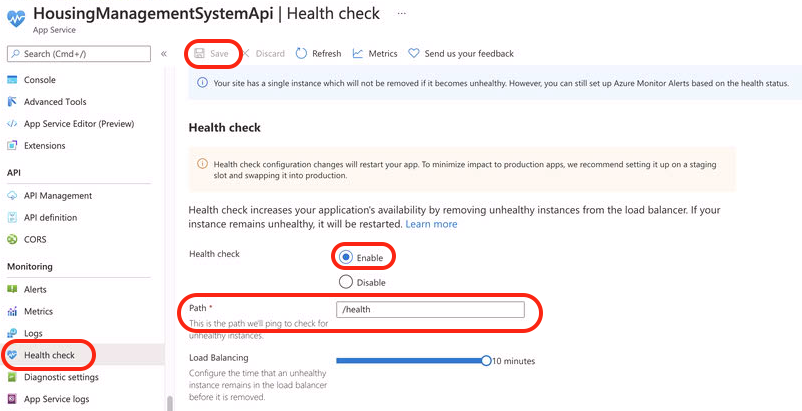 HousingManagementSystemApi | Health check ...
App Service
Search (Cmd+/)
«
Save
Discard
Refresh
Metrics
Send us your feedback
Console
Advanced Tools
App Service Editor (Preview)
Extensions
API
API Management
API definition
CORS
Monitoring
Alerts
Metrics
Logs
Health check
Diagnostic settings
App Service logs
Your site has a single instance which will not be removed if it becomes unhealthy. However, you can still set up Azure Monitor Alerts based on the health status.
Health check
Health check configuration changes will restart your app. To minimize impact to production apps, we recommend setting it up on a staging
slot and swapping it into production.
Health check increases your application's availability by removing unhealthy instances from the load balancer. If your
instance remains unhealthy, it will be restarted. Learn more
Health check
Enable
Disable
Path *
/health
This is the path we'll ping to check for
unhealthy instances.
Load Balancing
10 minutes
Configure the time that an unhealthy
instance remains in the load balancer
before it is removed.